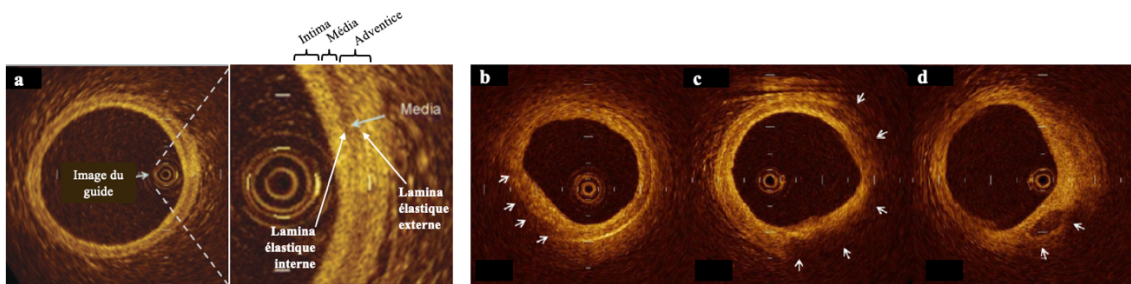 Intima
Média
Adventice
a
Image du
guide
Media
Lamina
élastique
externe
Lamina
élastique
interne
b
c
d